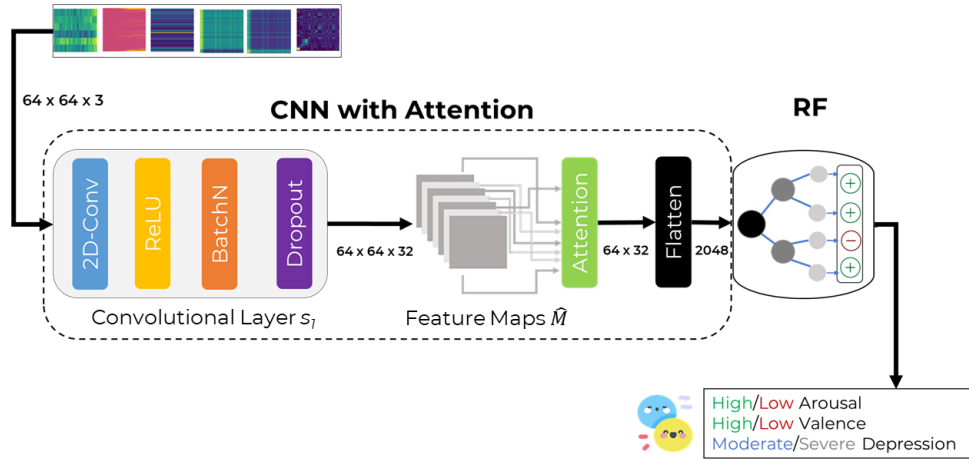 64 x 64 x 3
CNN with Attention
RF
2D-Conv
ReLU
BatchN
Dropout
64 x 64 x 32
Attention
64 x 32
Flatten
2048
Convolutional Layer s_l
Feature Maps M̂
High/Low Arousal
High/Low Valence
Moderate/Severe Depression